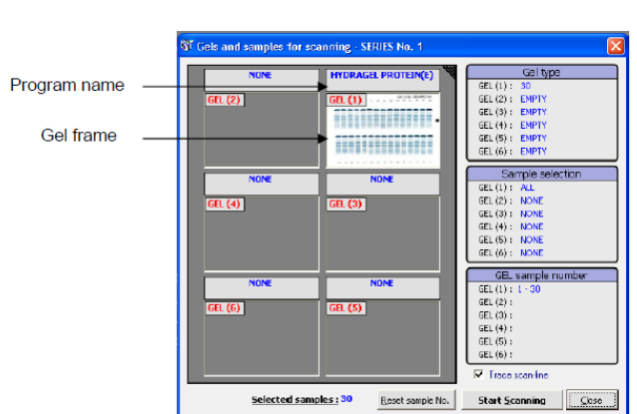 Gels and samples for scanning - SERIES No. 1
Program name
Gel frame
NONE
HYDRAGEL PROTEIN(E)
GEL (2)
GEL (1)
NONE
NONE
GEL (4)
GEL (3)
NONE
NONE
GEL (6)
GEL (5)
Gel type
GEL (1) : 30
GEL (2) : EMPTY
GEL (3) : EMPTY
GEL (4) : EMPTY
GEL (5) : EMPTY
GEL (6) : EMPTY
Sample selection
GEL (1) : ALL
GEL (2) : NONE
GEL (3) : NONE
GEL (4) : NONE
GEL (5) : NONE
GEL (6) : NONE
GEL sample number
GEL (1) : 1 - 30
GEL (2) :
GEL (3) :
GEL (4) :
GEL (5) :
GEL (6) :
Trace scan line
Selected samples : 30
Reset sample No.
Start Scanning
Close